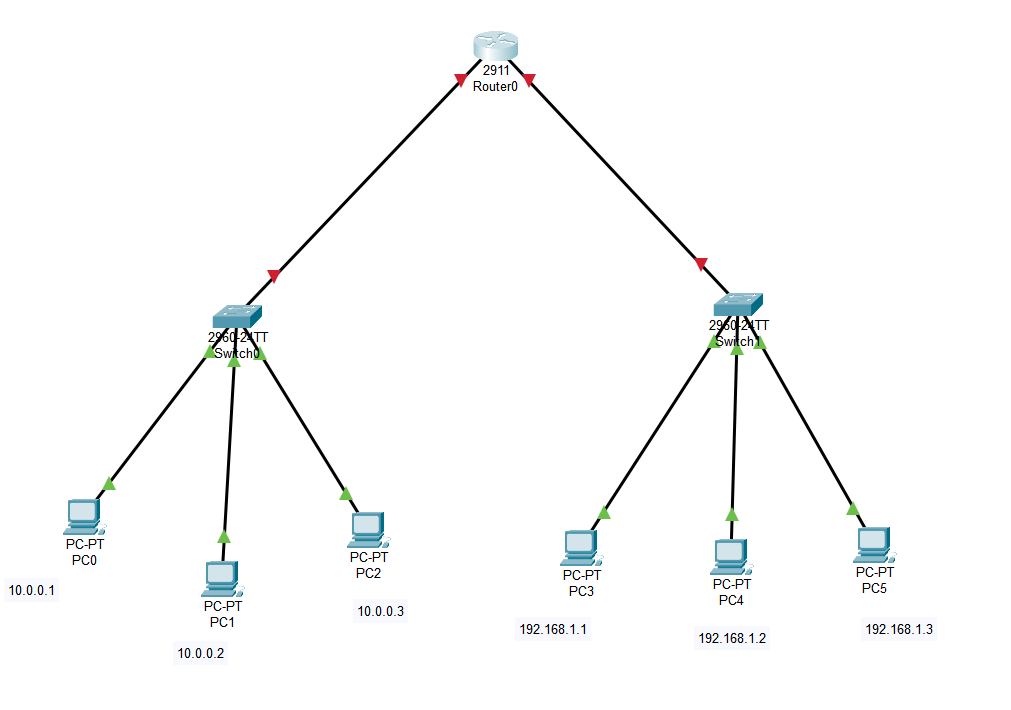 2911
Router0
2960-24TT
Switch0
2960-24TT
Switch1
PC-PT
PC0
10.0.0.1
PC-PT
PC1
10.0.0.2
PC-PT
PC2
10.0.0.3
PC-PT
PC3
192.168.1.1
PC-PT
PC4
192.168.1.2
PC-PT
PC5
192.168.1.3